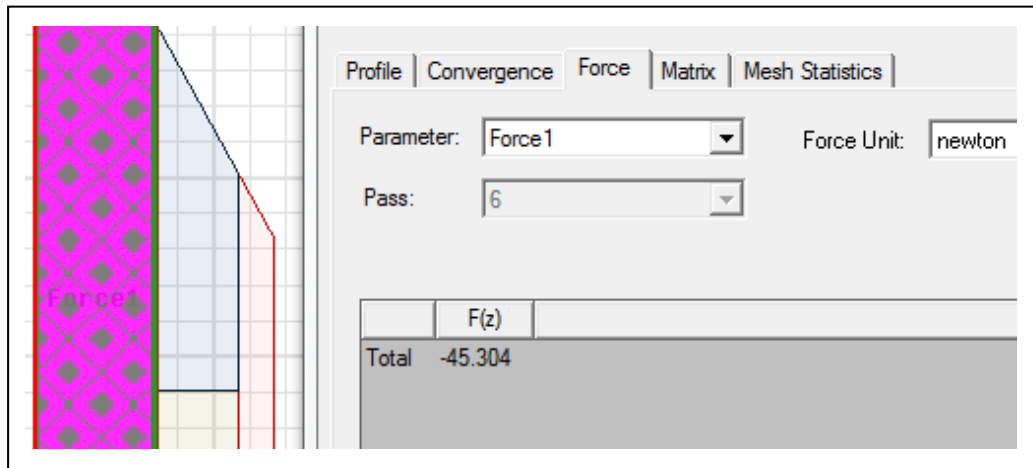 Profile Convergence Force Matrix Mesh Statistics
Parameter: Force1 Force Unit: newton
Pass: 6
Force1
F(z)
Total -45.304